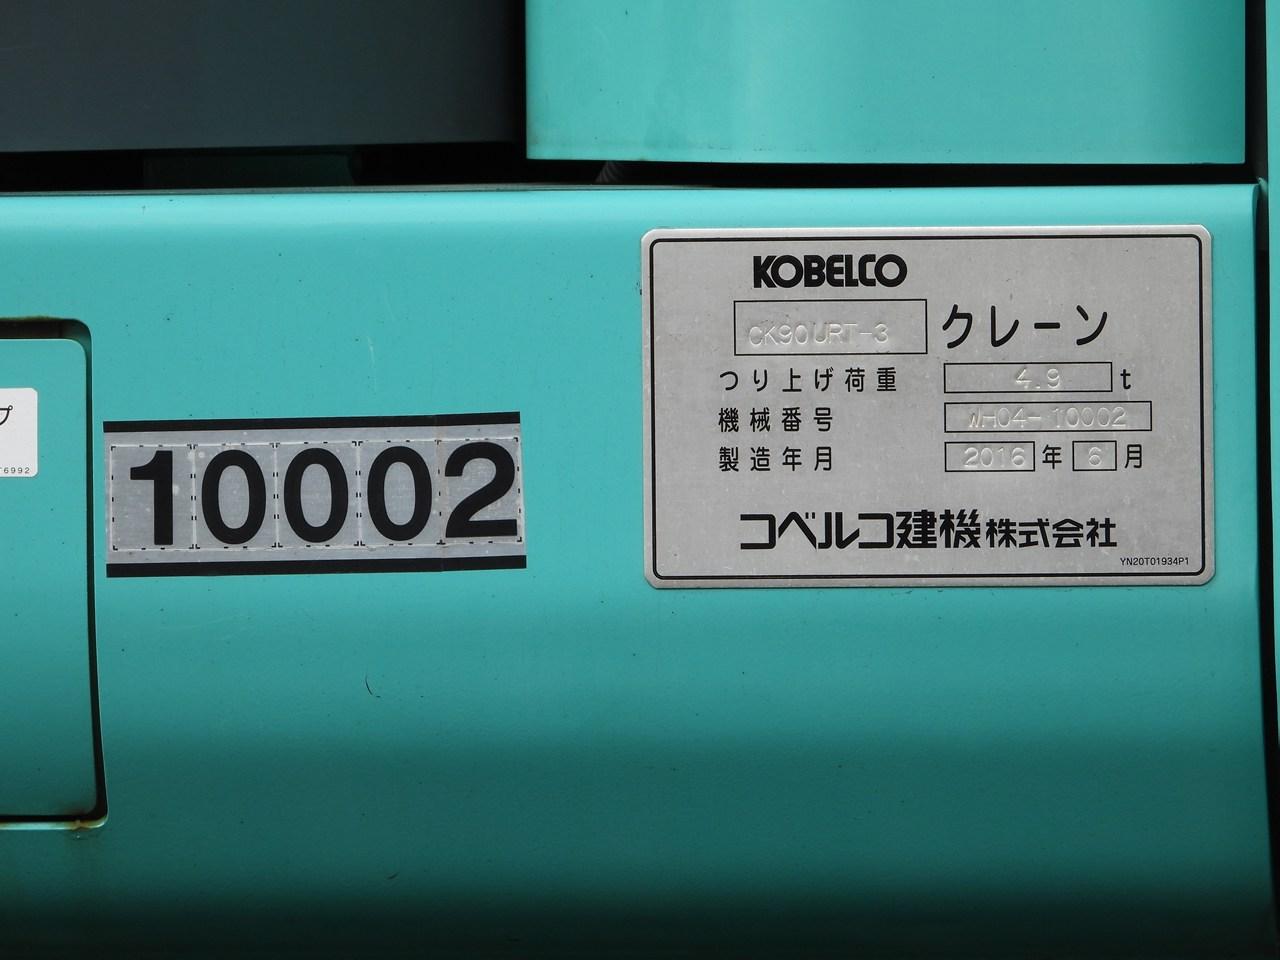 プ
T6992
10002
KOBELCO
CK90URT-3 クレーン
つり上げ荷重 4.9 t
機械番号 WH04-10002
製造年月 2016 年 6 月
コベルコ建機株式会社
YN20T01934P1